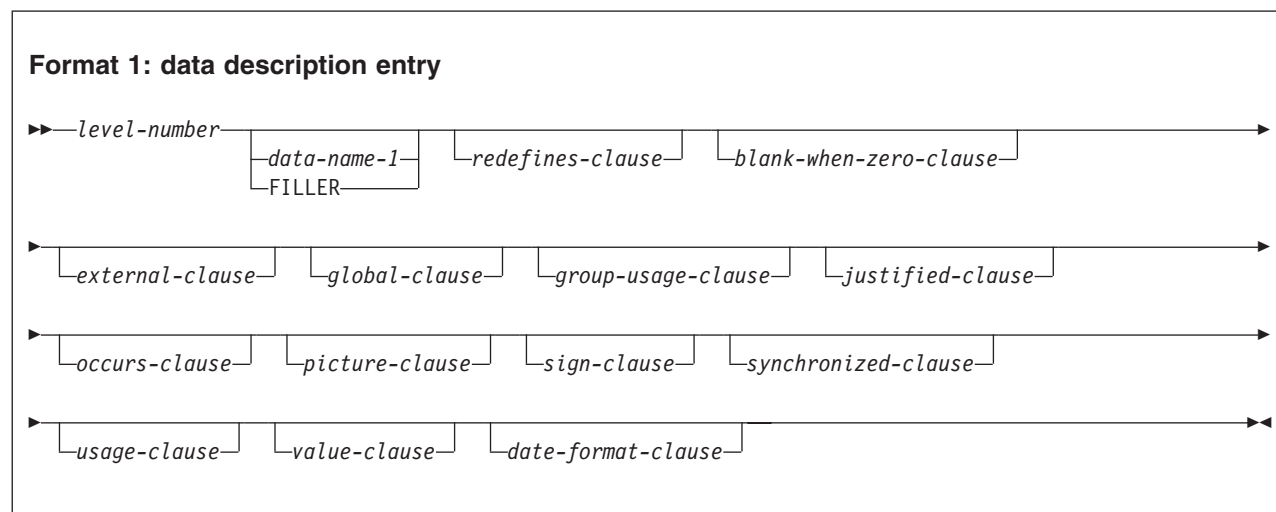 Format 1: data description entry
level-number data-name-1 redefines-clause blank-when-zero-clause
FILLER
external-clause global-clause group-usage-clause justified-clause
occurs-clause picture-clause sign-clause synchronized-clause
usage-clause value-clause date-format-clause